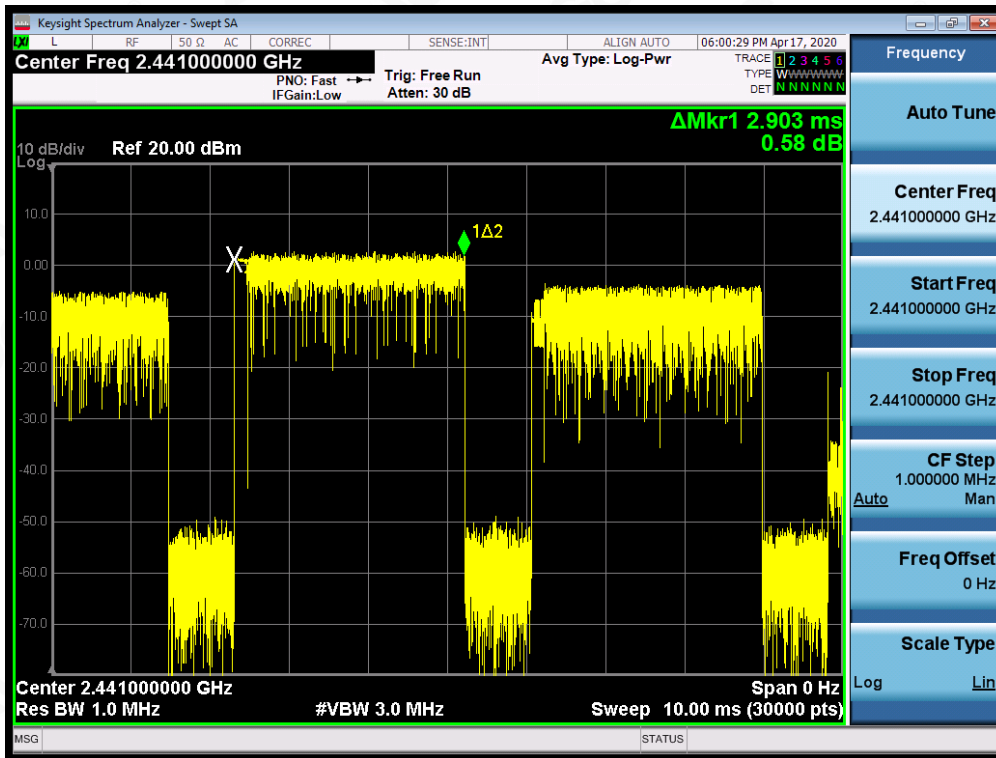 Keysight Spectrum Analyzer - Swept SA
LXI L RF 50 Ω AC CORREC SENSE:INT ALIGN AUTO 06:00:29 PM Apr 17, 2020
Center Freq 2.441000000 GHz
PNO: Fast
IFGain:Low
Trig: Free Run
Atten: 30 dB
Avg Type: Log-Pwr
TRACE 1 2 3 4 5 6
TYPE W W W W W W
DET N N N N N N
ΔMkr1 2.903 ms
0.58 dB
10 dB/div Ref 20.00 dBm
Log
10.0
0.00
-10.0
-20.0
-30.0
-40.0
-50.0
-60.0
-70.0
X
1Δ2
Center 2.441000000 GHz Span 0 Hz
Res BW 1.0 MHz #VBW 3.0 MHz Sweep 10.00 ms (30000 pts)
MSG STATUS
Frequency
Auto Tune
Center Freq
2.441000000 GHz
Start Freq
2.441000000 GHz
Stop Freq
2.441000000 GHz
CF Step
1.000000 MHz
Auto Man
Freq Offset
0 Hz
Scale Type
Log Lin